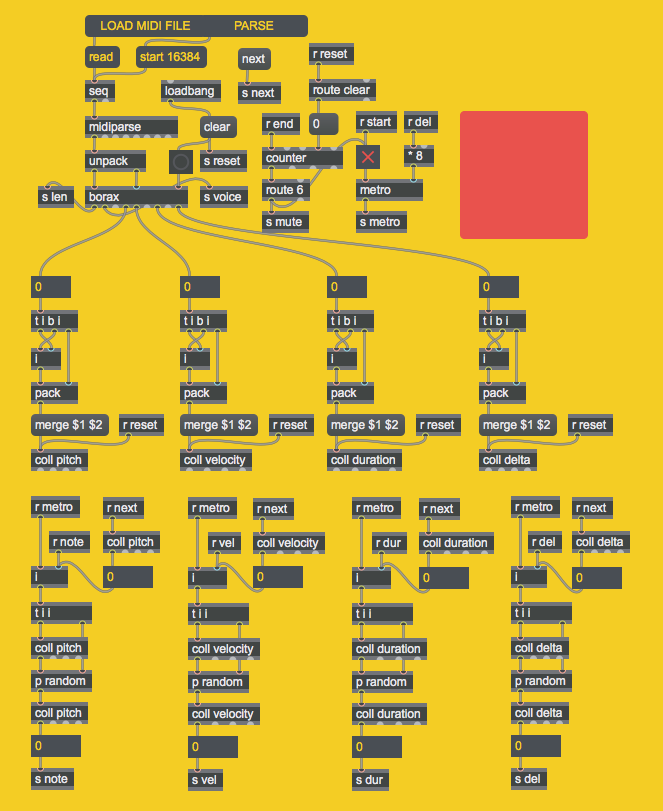 LOAD MIDI FILE PARSE
read start 16384 next r reset
seq loadbang s next route clear
midiparse clear r end 0 r start r del
unpack s reset counter * 8
s len borax s voice route 6 metro
s mute s metro
0 0 0 0
t i b i t i b i t i b i t i b i
i i i i
pack pack pack pack
merge $1 $2 r reset merge $1 $2 r reset merge $1 $2 r reset merge $1 $2 r reset
coll pitch coll velocity coll duration coll delta
r metro r next r metro r next r metro r next r metro r next
r note coll pitch r vel coll velocity r dur coll duration r del coll delta
i 0 i 0 i 0 i 0
t i i t i i t i i t i i
coll pitch coll velocity coll duration coll delta
p random p random p random p random
coll pitch coll velocity coll duration coll delta
0 0 0 0
s note s vel s dur s del